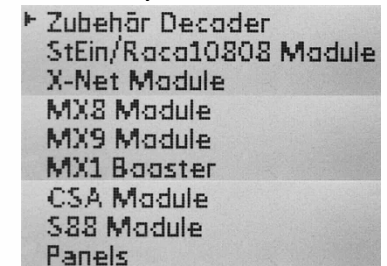 Zubehör Decoder
StEin/Roco10808 Module
X-Net Module
MX8 Module
MX9 Module
MX1 Booster
CSA Module
S88 Module
Panels